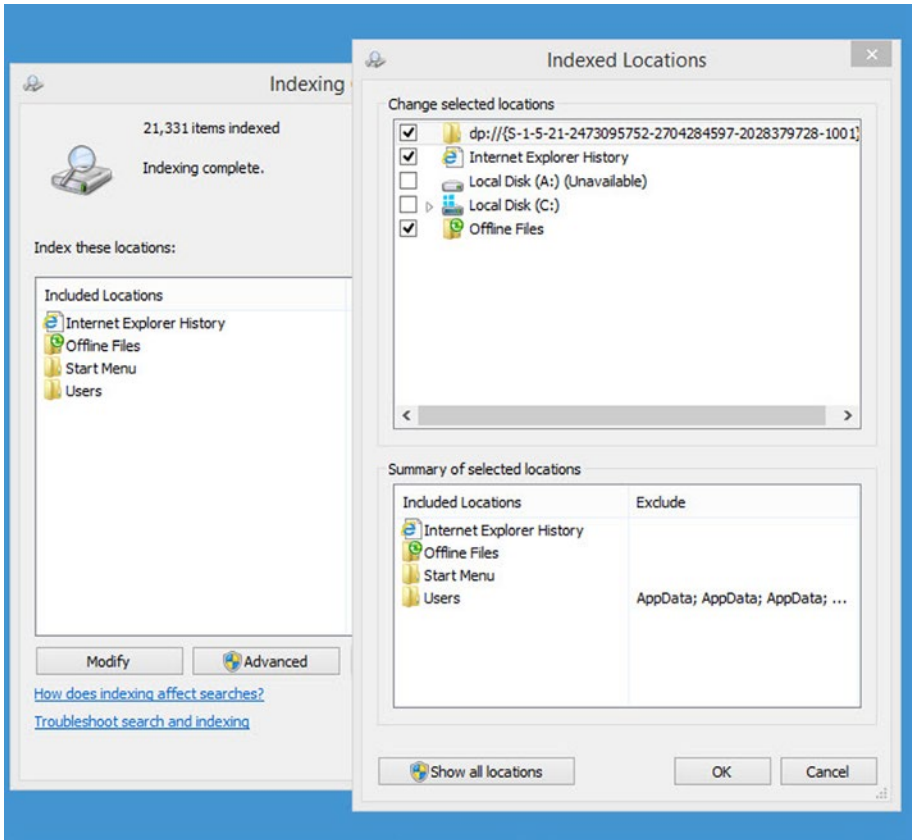 Indexing
21,331 items indexed
Indexing complete.
Index these locations:
Included Locations
Internet Explorer History
Offline Files
Start Menu
Users
Modify
Advanced
How does indexing affect searches?
Troubleshoot search and indexing
Indexed Locations
Change selected locations
dp://{S-1-5-21-2473095752-2704284597-2028379728-1001}
Internet Explorer History
Local Disk (A:) (Unavailable)
Local Disk (C:)
Offline Files
Summary of selected locations
Included Locations Exclude
Internet Explorer History
Offline Files
Start Menu
Users AppData; AppData; AppData; ...
Show all locations
OK
Cancel